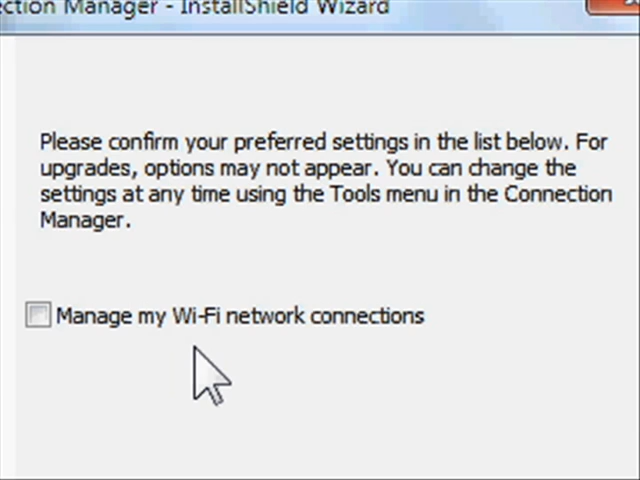 ection Manager - InstallShield Wizard
Please confirm your preferred settings in the list below. For
upgrades, options may not appear. You can change the
settings at any time using the Tools menu in the Connection
Manager.
Manage my Wi-Fi network connections